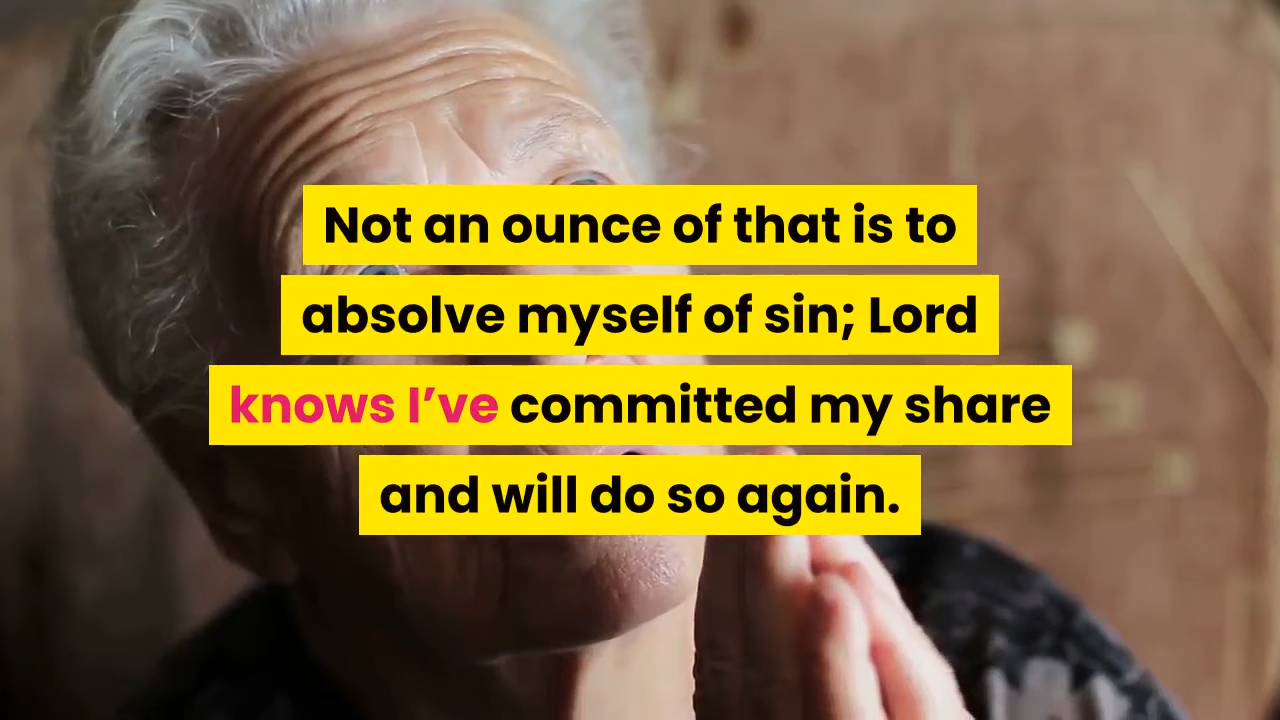 Not an ounce of that is to
absolve myself of sin; Lord
knows I’ve committed my share
and will do so again.